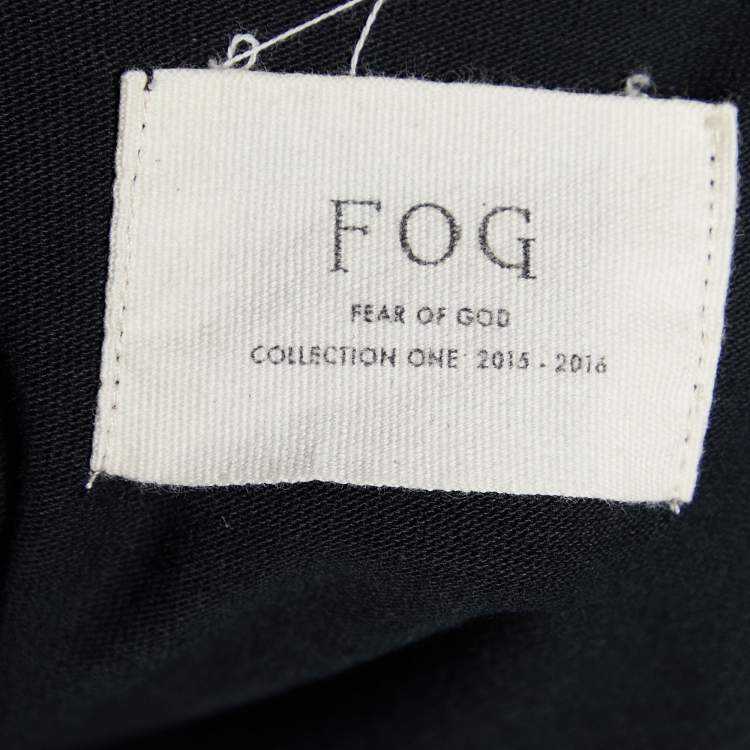 FOG
FEAR OF GOD
COLLECTION ONE 2015 - 2016